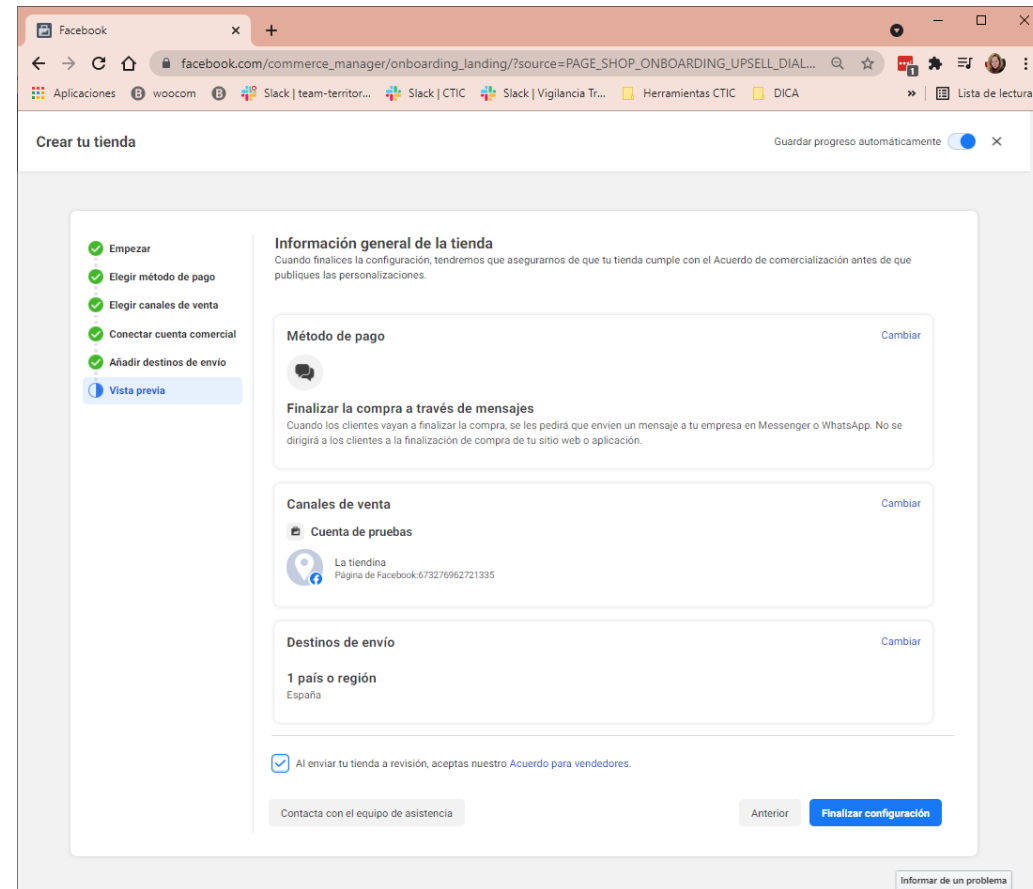 Facebook
facebook.com/commerce_manager/onboarding_landing/?source=PAGE_SHOP_ONBOARDING_UPSELL_DIAL...
1
Aplicaciones B woocom B Slack | team-territor... Slack | CTIC Slack | Vigilancia Tr... Herramientas CTIC DICA » Lista de lectura
Crear tu tienda
Guardar progreso automáticamente
Empezar
Elegir método de pago
Elegir canales de venta
Conectar cuenta comercial
Añadir destinos de envío
Vista previa
Información general de la tienda
Cuando finalices la configuración, tendremos que asegurarnos de que tu tienda cumple con el Acuerdo de comercialización antes de que
publiques las personalizaciones.
Método de pago
Cambiar
Finalizar la compra a través de mensajes
Cuando los clientes vayan a finalizar la compra, se les pedirá que envíen un mensaje a tu empresa en Messenger o WhatsApp. No se
dirigirá a los clientes a la finalización de compra de tu sitio web o aplicación.
Canales de venta
Cambiar
Cuenta de pruebas
La tiendina
Página de Facebook:673276962721335
Destinos de envío
Cambiar
1 país o región
España
Al enviar tu tienda a revisión, aceptas nuestro Acuerdo para vendedores.
Contacta con el equipo de asistencia
Anterior
Finalizar configuración
Informar de un problema